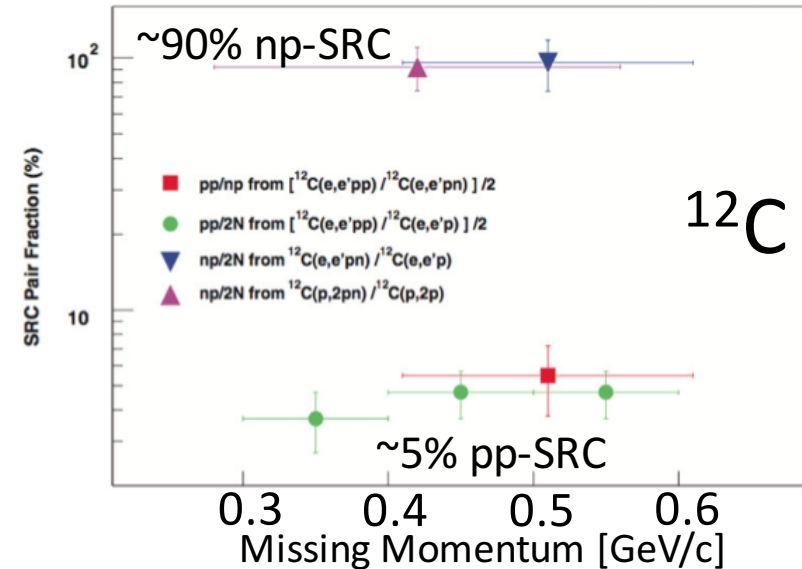 ~90% np-SRC
10²
SRC Pair Fraction (%)
pp/np from [¹²C(e,e'pp) /¹²C(e,e'pn) ] /2
pp/2N from [¹²C(e,e'pp) /¹²C(e,e'p) ] /2
np/2N from ¹²C(e,e'pn) /¹²C(e,e'p)
np/2N from ¹²C(p,2pn) /¹²C(p,2p)
¹²C
10
~5% pp-SRC
0.3 0.4 0.5 0.6
Missing Momentum [GeV/c]